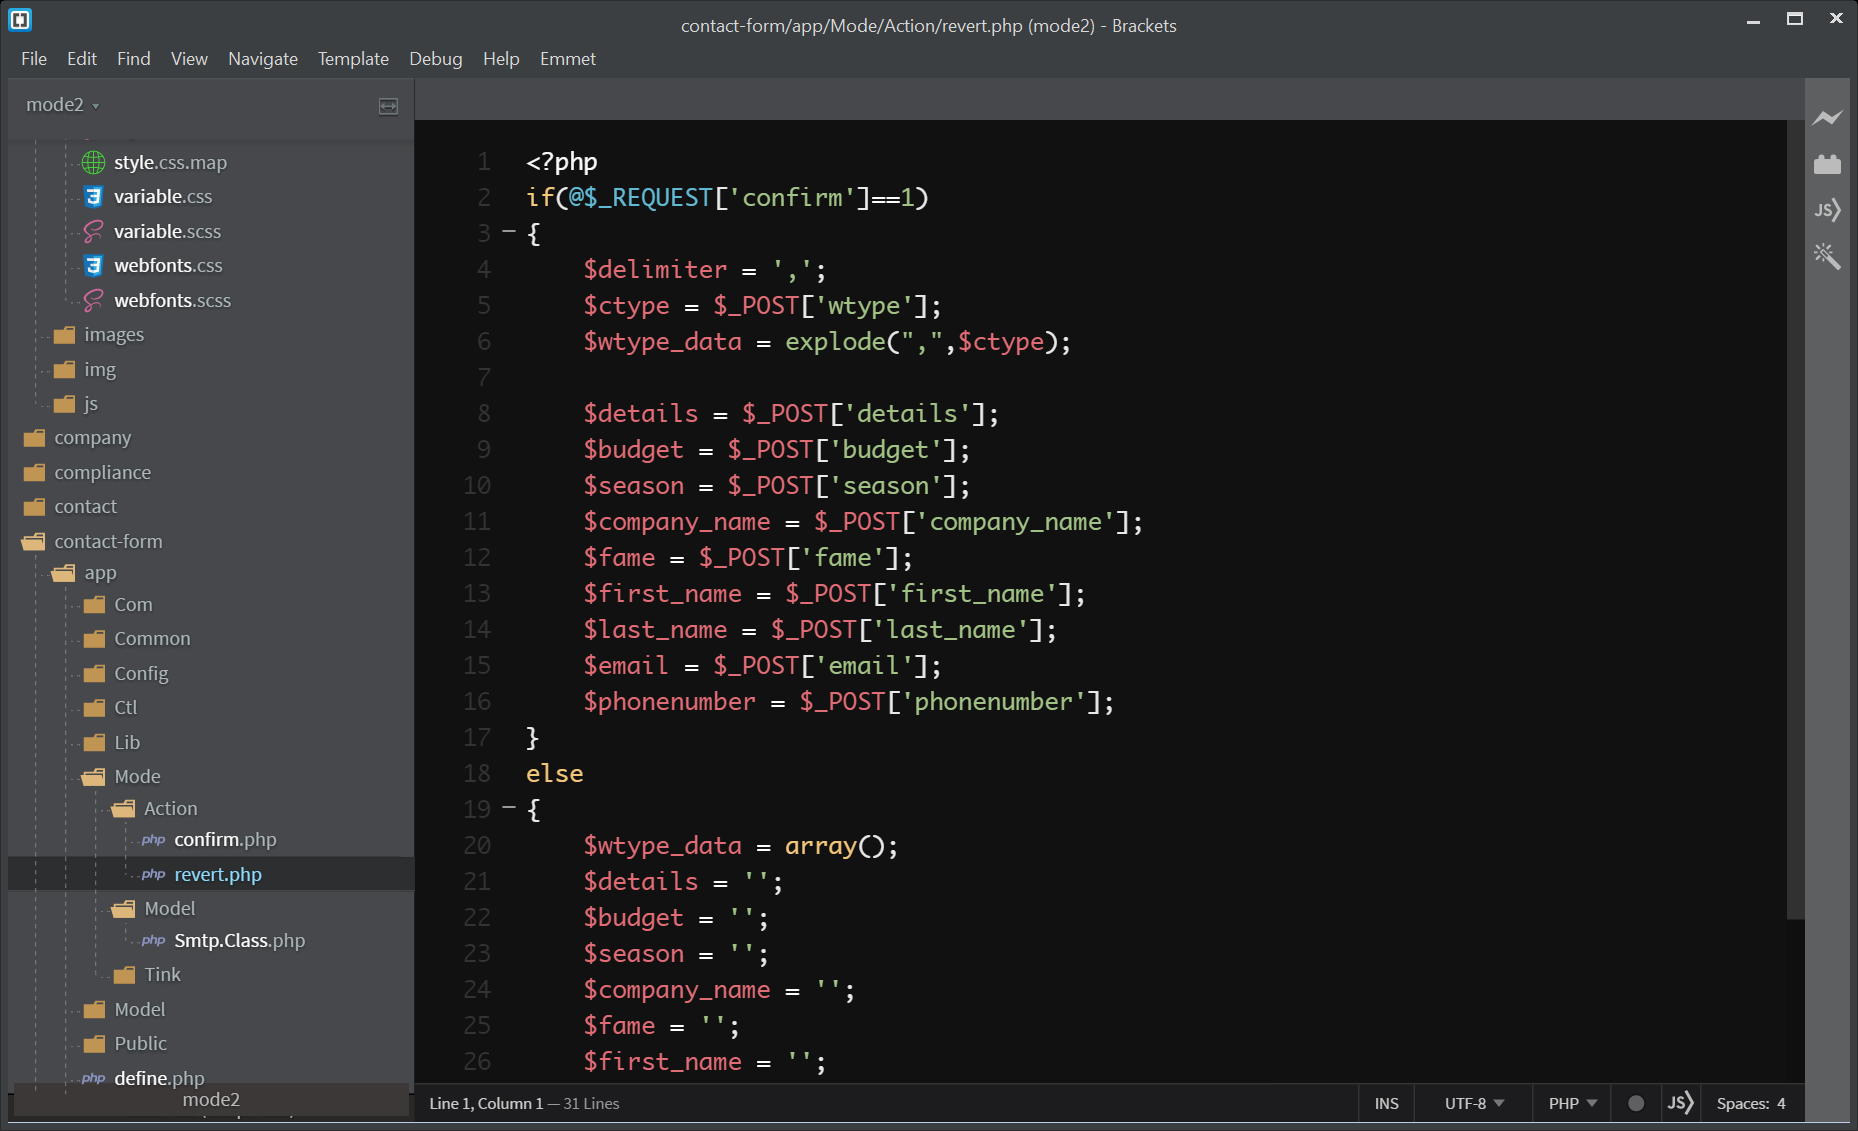 contact-form/app/Mode/Action/revert.php (mode2) - Brackets
File Edit Find View Navigate Template Debug Help Emmet
mode2
style.css.map
variable.css
variable.scss
webfonts.css
webfonts.scss
images
img
js
company
compliance
contact
contact-form
app
Com
Common
Config
Ctl
Lib
Mode
Action
confirm.php
revert.php
Model
Smtp.Class.php
Tink
Model
Public
define.php
mode2
1 <?php
2 if(@$_REQUEST['confirm']==1)
3 {
4     $delimiter = ',';
5     $ctype = $_POST['wtype'];
6     $wtype_data = explode(",",$ctype);
7
8     $details = $_POST['details'];
9     $budget = $_POST['budget'];
10     $season = $_POST['season'];
11     $company_name = $_POST['company_name'];
12     $fame = $_POST['fame'];
13     $first_name = $_POST['first_name'];
14     $last_name = $_POST['last_name'];
15     $email = $_POST['email'];
16     $phonenumber = $_POST['phonenumber'];
17 }
18 else
19 {
20     $wtype_data = array();
21     $details = '';
22     $budget = '';
23     $season = '';
24     $company_name = '';
25     $fame = '';
26     $first_name = '';
JS
Line 1, Column 1 — 31 Lines
INS UTF-8 PHP JS Spaces: 4